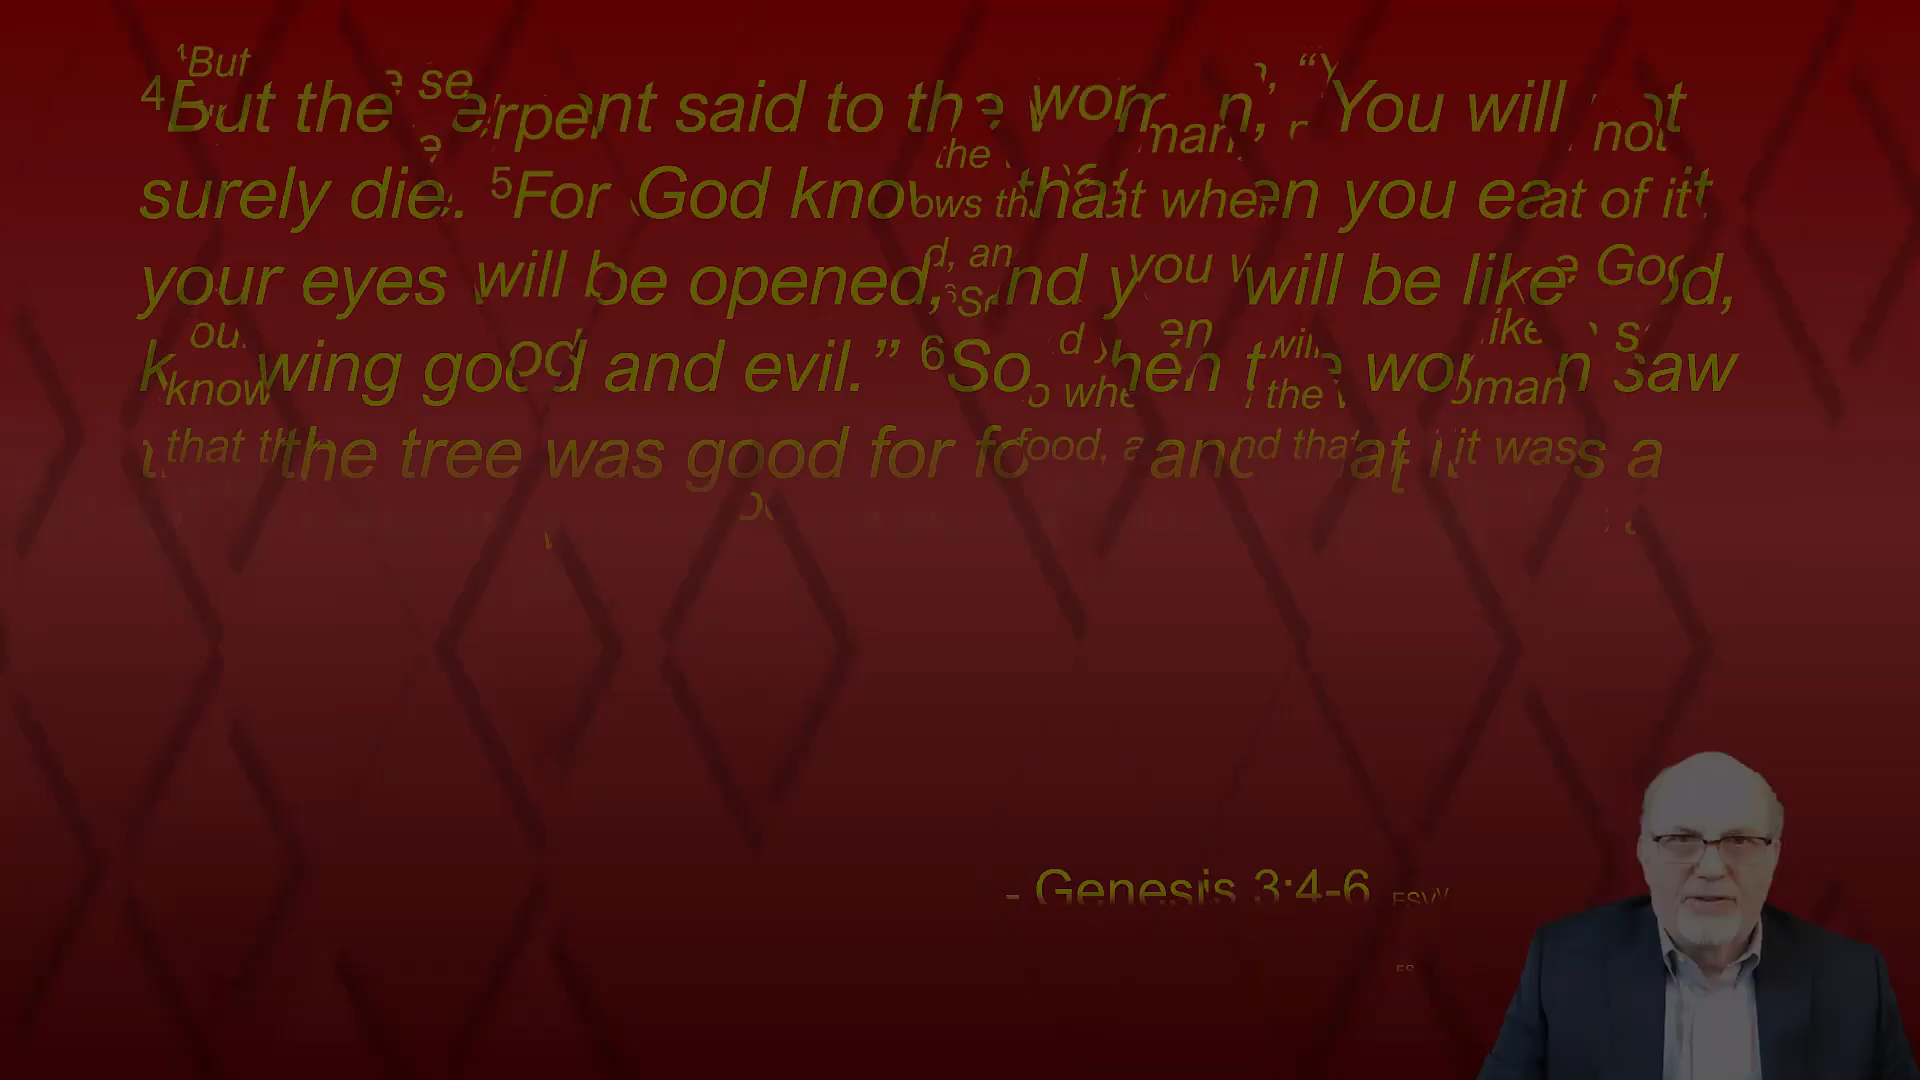 4But the serpent said to the woman, “You will not
surely die. 5For God knows that when you eat of it
your eyes will be opened, and you will be like God,
knowing good and evil.” 6So when the woman saw
that the tree was good for food, and that it was a
- Genesis 3:4-6 ESV